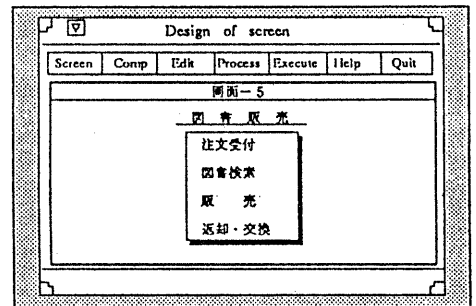 Design of screen
Screen Comp Edit Process Execute Help Quit
画面－5
図 書 販 売
注文受付
図書検索
販 売
返却・交換